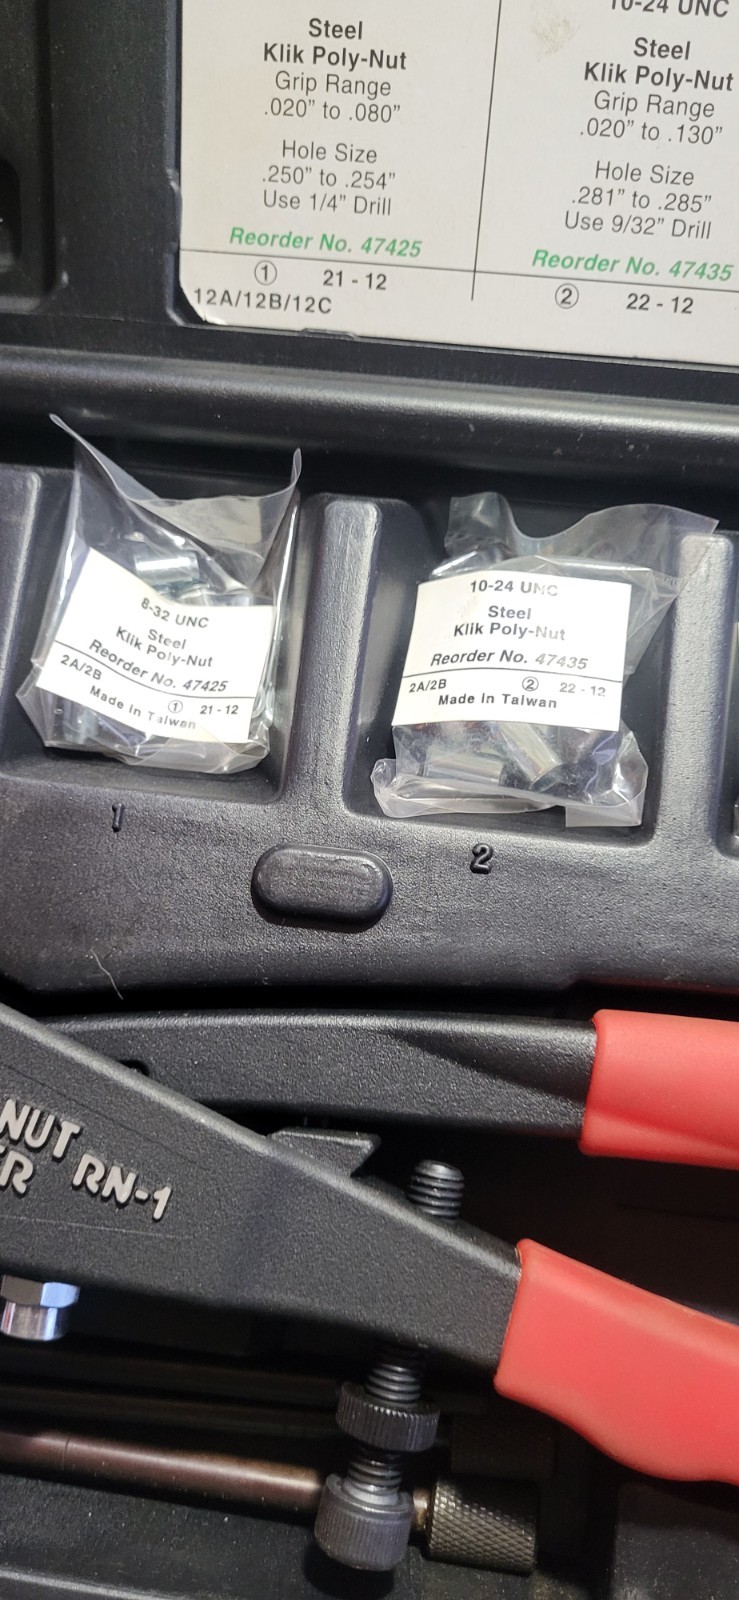 Steel
Klik Poly-Nut
Grip Range
.020” to .080”
Hole Size
.250” to .254”
Use 1/4” Drill
Reorder No. 47425
① 21 - 12
12A/12B/12C
10-24 UNC
Steel
Klik Poly-Nut
Grip Range
.020” to .130”
Hole Size
.281” to .285”
Use 9/32” Drill
Reorder No. 47435
② 22 - 12
8-32 UNC
Steel
Klik Poly-Nut
Reorder No. 47425
2A/2B ① 21 - 12
Made In Taiwan
10-24 UNC
Steel
Klik Poly-Nut
Reorder No. 47435
2A/2B ② 22 - 12
Made In Taiwan
1
2
NUT
ER RN-1